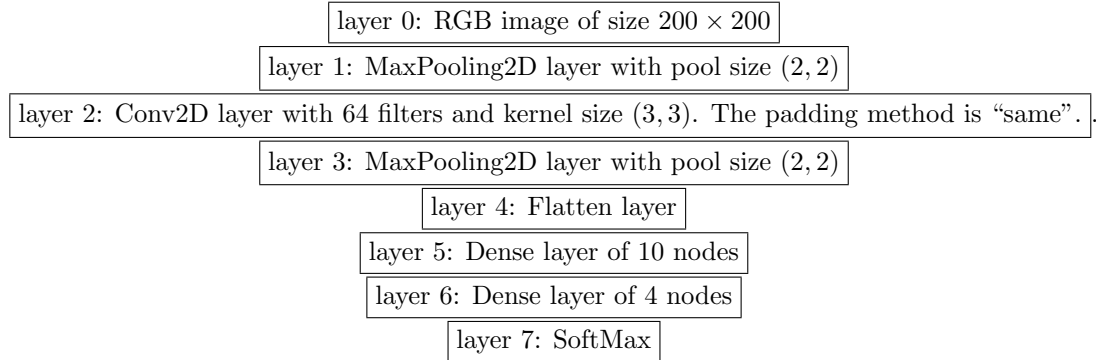 layer 0: RGB image of size 200 × 200
layer 1: MaxPooling2D layer with pool size (2, 2)
layer 2: Conv2D layer with 64 filters and kernel size (3, 3). The padding method is “same”. .
layer 3: MaxPooling2D layer with pool size (2, 2)
layer 4: Flatten layer
layer 5: Dense layer of 10 nodes
layer 6: Dense layer of 4 nodes
layer 7: SoftMax